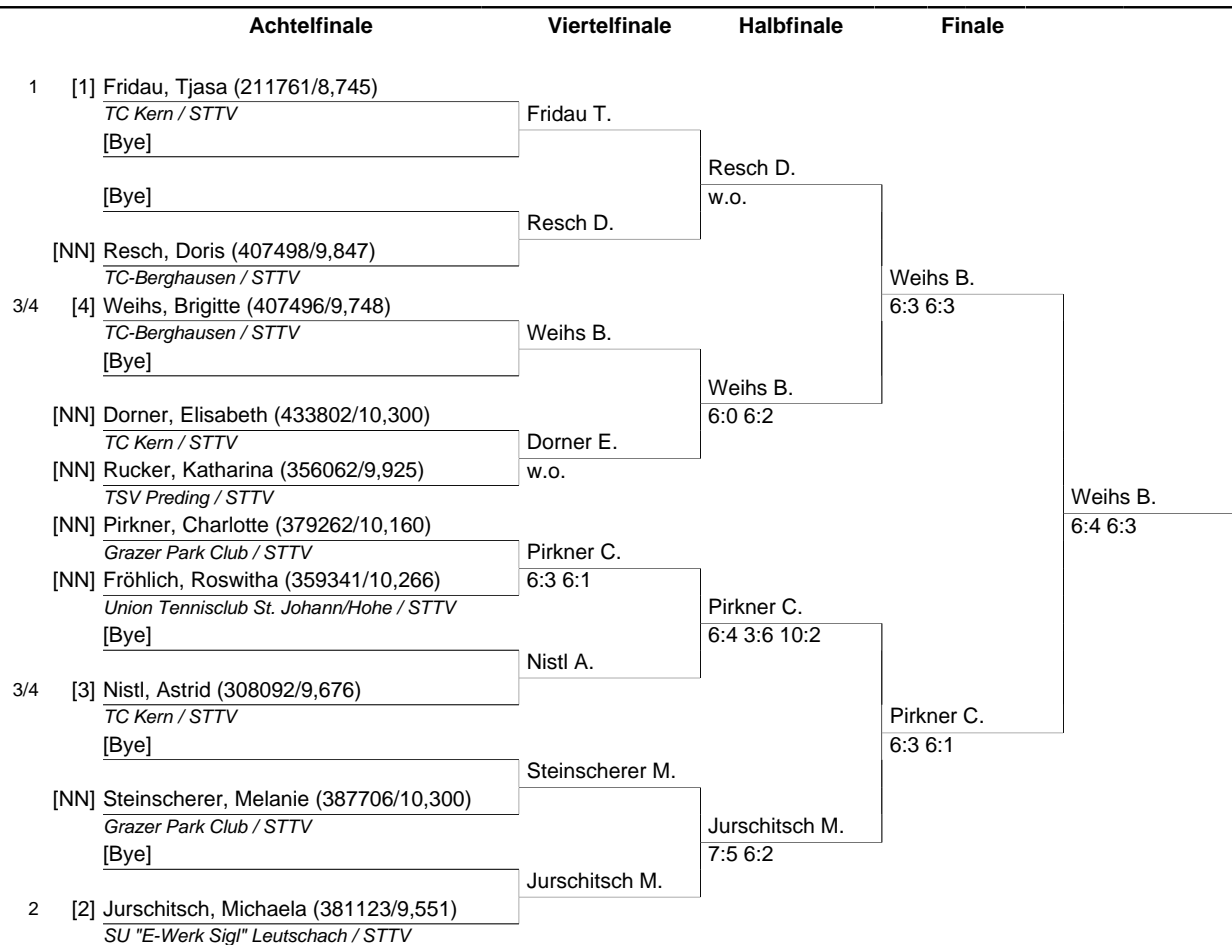 Achtelfinale Viertelfinale Halbfinale Finale
1 [1] Fridau, Tjasa (211761/8,745)
TC Kern / STTV
Fridau T.
[Bye]
Resch D.
[Bye]
w.o.
Resch D.
[NN] Resch, Doris (407498/9,847)
TC-Berghausen / STTV
Weihs B.
3/4 [4] Weihs, Brigitte (407496/9,748)
6:3 6:3
TC-Berghausen / STTV
Weihs B.
[Bye]
Weihs B.
[NN] Dorner, Elisabeth (433802/10,300)
6:0 6:2
TC Kern / STTV
Dorner E.
[NN] Rucker, Katharina (356062/9,925)
w.o.
TSV Preding / STTV
Weihs B.
[NN] Pirkner, Charlotte (379262/10,160)
6:4 6:3
Grazer Park Club / STTV
Pirkner C.
[NN] Fröhlich, Roswitha (359341/10,266)
6:3 6:1
Union Tennisclub St. Johann/Hohe / STTV
Pirkner C.
[Bye]
6:4 3:6 10:2
Nistl A.
3/4 [3] Nistl, Astrid (308092/9,676)
TC Kern / STTV
Pirkner C.
[Bye]
6:3 6:1
Steinscherer M.
[NN] Steinscherer, Melanie (387706/10,300)
Grazer Park Club / STTV
Jurschitsch M.
[Bye]
7:5 6:2
Jurschitsch M.
2 [2] Jurschitsch, Michaela (381123/9,551)
SU "E-Werk Sigl" Leutschach / STTV